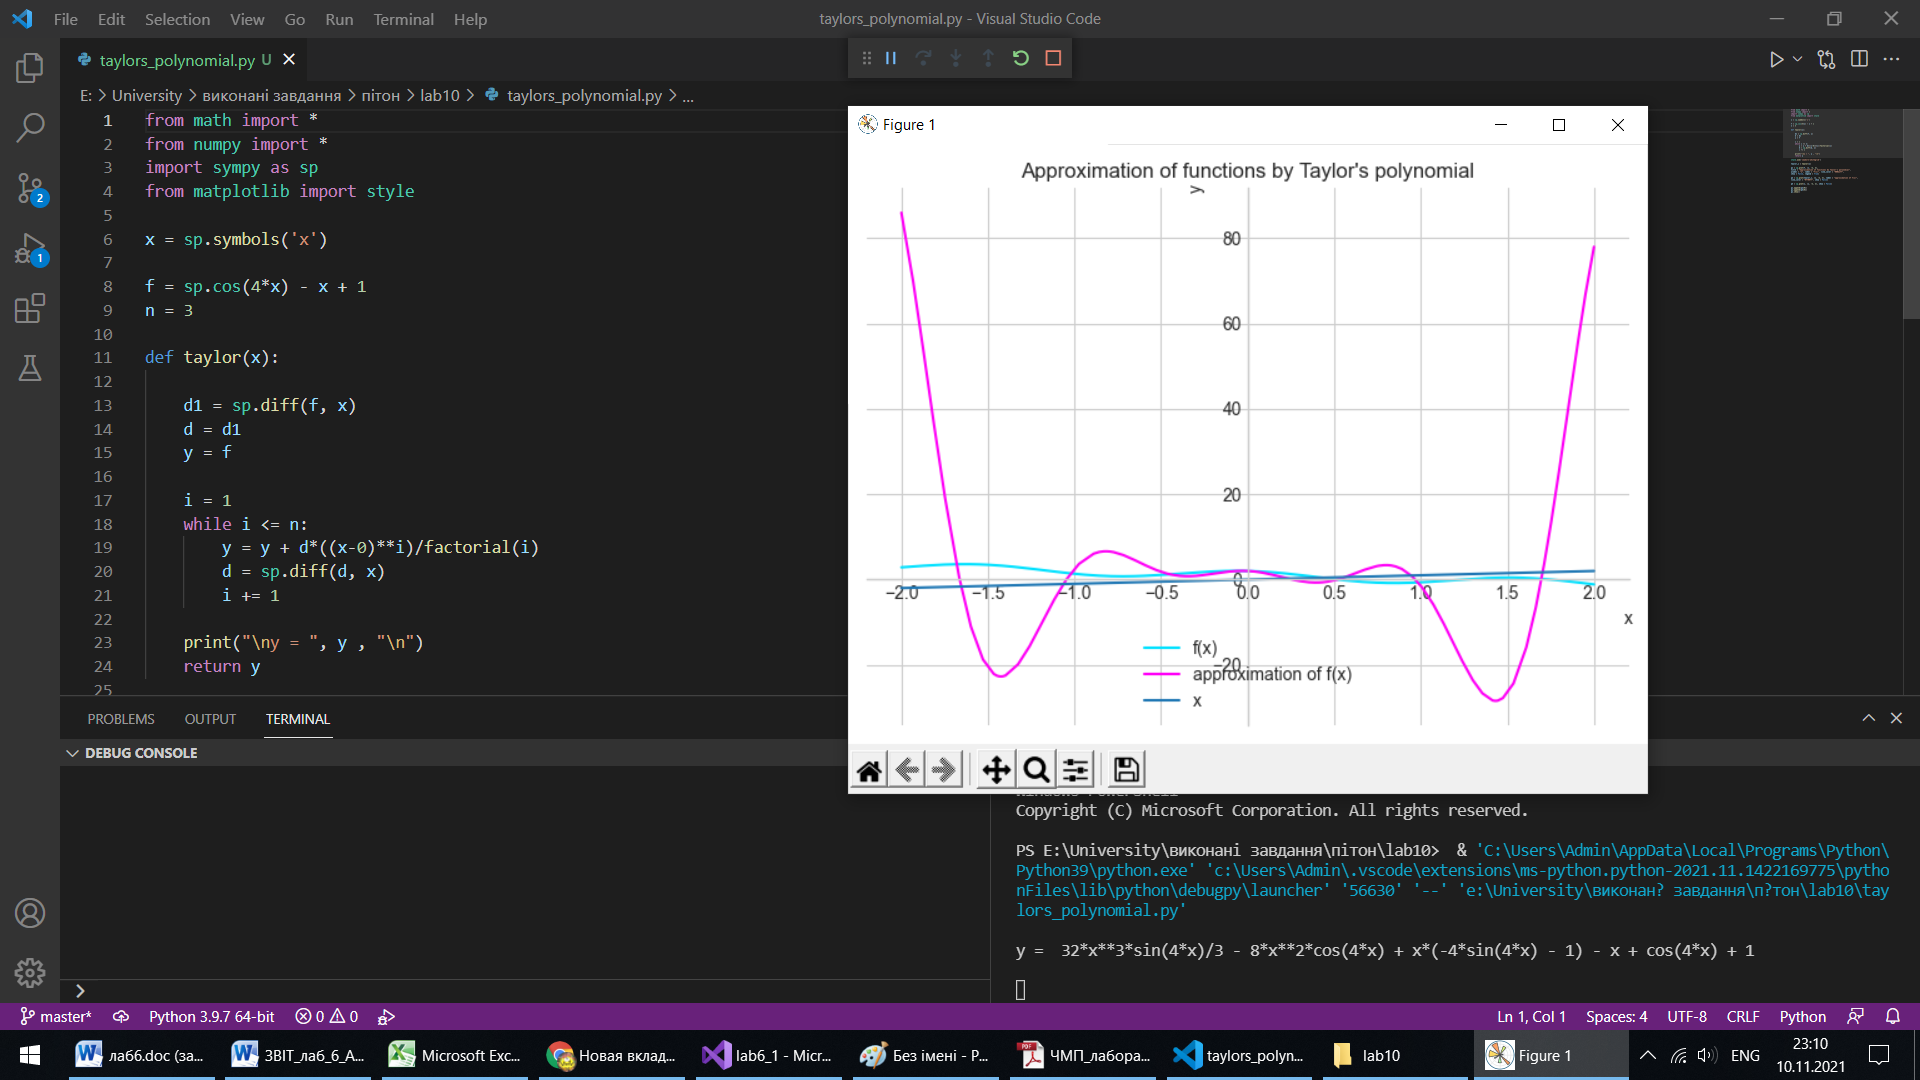 File Edit Selection View Go Run Terminal Help
taylors_polynomial.py - Visual Studio Code
taylors_polynomial.py U
E: > University > виконані завдання > пітон > lab10 > taylors_polynomial.py > ...
1 from math import *
2 from numpy import *
3 import sympy as sp
4 from matplotlib import style
5
6 x = sp.symbols('x')
7
8 f = sp.cos(4*x) - x + 1
9 n = 3
10
11 def taylor(x):
12
13 d1 = sp.diff(f, x)
14 d = d1
15 y = f
16
17 i = 1
18 while i <= n:
19 y = y + d*((x-0)**i)/factorial(i)
20 d = sp.diff(d, x)
21 i += 1
22
23 print("\ny = ", y , "\n")
24 return y
25
2
1
Figure 1
Approximation of functions by Taylor's polynomial
y
80
60
40
20
0
−2.0 −1.5 −1.0 −0.5 0.0 0.5 1.0 1.5 2.0
x
−20
f(x)
approximation of f(x)
x
PROBLEMS OUTPUT TERMINAL
DEBUG CONSOLE
Copyright (C) Microsoft Corporation. All rights reserved.
PS E:\University\виконані завдання\пітон\lab10> & 'C:\Users\Admin\AppData\Local\Programs\Python\
Python39\python.exe' 'c:\Users\Admin\.vscode\extensions\ms-python.python-2021.11.1422169775\pytho
nFiles\lib\python\debugpy\launcher' '56630' '--' 'e:\University\виконан? завдання\п?тон\lab10\tay
lors_polynomial.py'
y =  32*x**3*sin(4*x)/3 - 8*x**2*cos(4*x) + x*(-4*sin(4*x) - 1) - x + cos(4*x) + 1
master* Python 3.9.7 64-bit 0 0
Ln 1, Col 1 Spaces: 4 UTF-8 CRLF Python
лаб6.doc (за... ЗВІТ_лаб_6_А... Microsoft Exc... Новая вклад... lab6_1 - Micr... Без імені - P... ЧМП_лабора... taylors_polyn... lab10 Figure 1 ENG
23:10
10.11.2021